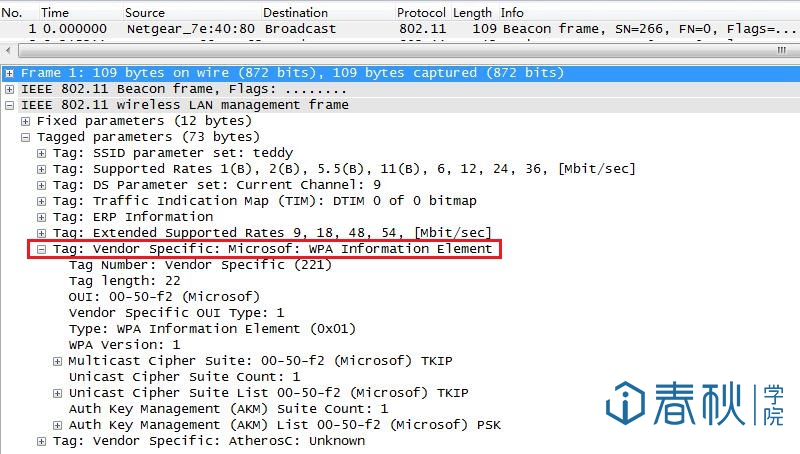 No. Time Source Destination Protocol Length Info
1 0.000000 Netgear_7e:40:80 Broadcast 802.11 109 Beacon frame, SN=266, FN=0, Flags=...
Frame 1: 109 bytes on wire (872 bits), 109 bytes captured (872 bits)
IEEE 802.11 Beacon frame, Flags: ........
IEEE 802.11 wireless LAN management frame
Fixed parameters (12 bytes)
Tagged parameters (73 bytes)
Tag: SSID parameter set: teddy
Tag: Supported Rates 1(B), 2(B), 5.5(B), 11(B), 6, 12, 24, 36, [Mbit/sec]
Tag: DS Parameter set: Current Channel: 9
Tag: Traffic Indication Map (TIM): DTIM 0 of 0 bitmap
Tag: ERP Information
Tag: Extended Supported Rates 9, 18, 48, 54, [Mbit/sec]
Tag: Vendor Specific: Microsof: WPA Information Element
Tag Number: Vendor Specific (221)
Tag length: 22
OUI: 00-50-f2 (Microsof)
Vendor Specific OUI Type: 1
Type: WPA Information Element (0x01)
WPA Version: 1
Multicast Cipher Suite: 00-50-f2 (Microsof) TKIP
Unicast Cipher Suite Count: 1
Unicast Cipher Suite List 00-50-f2 (Microsof) TKIP
Auth Key Management (AKM) Suite Count: 1
Auth Key Management (AKM) List 00-50-f2 (Microsof) PSK
Tag: Vendor Specific: AtherosC: Unknown
春秋学院